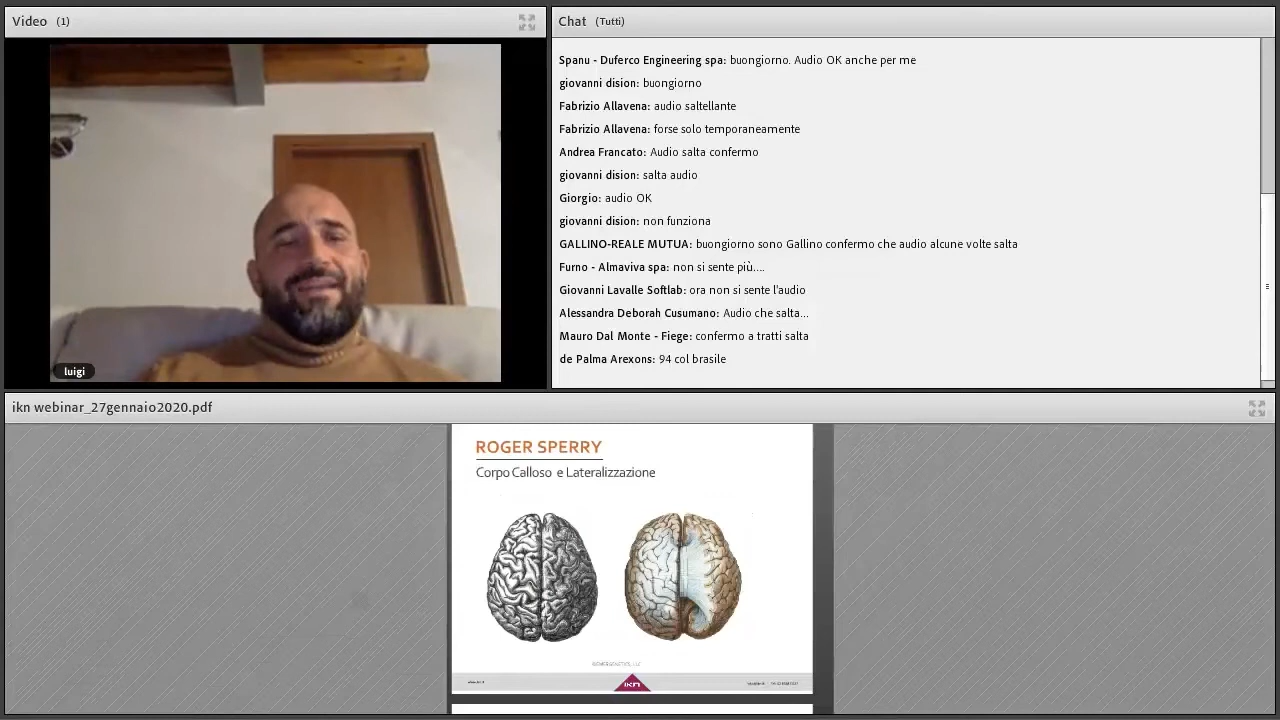 Video (1)
luigi
Chat (Tutti)
Spanu - Duferco Engineering spa: buongiorno. Audio OK anche per me
giovanni dision: buongiorno
Fabrizio Allavena: audio saltellante
Fabrizio Allavena: forse solo temporaneamente
Andrea Francato: Audio salta confermo
giovanni dision: salta audio
Giorgio: audio OK
giovanni dision: non funziona
GALLINO-REALE MUTUA: buongiorno sono Gallino confermo che audio alcune volte salta
Furno - Almaviva spa: non si sente più....
Giovanni Lavalle Softlab: ora non si sente l'audio
Alessandra Deborah Cusumano: Audio che salta...
Mauro Dal Monte - Fiege: confermo a tratti salta
de Palma Arexons: 94 col brasile
ikn webinar_27gennaio2020.pdf
ROGER SPERRY
Corpo Calloso e Lateralizzazione
ikn